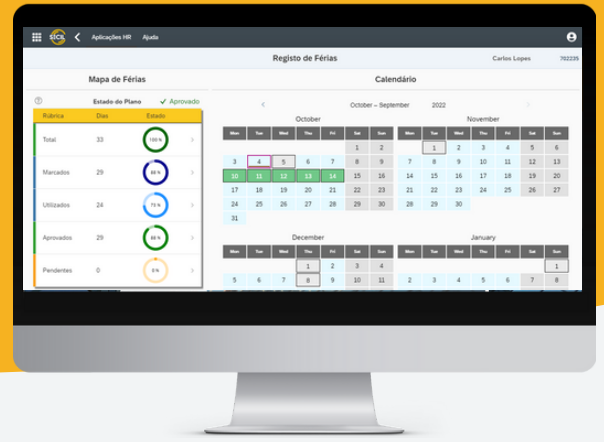 SICIL Aplicações HR Ajuda
Registo de Férias Carlos Lopes 702235
Mapa de Férias Calendário
Estado do Plano Aprovado
October – September 2022
Rúbrica Dias Estado
Total 33 100 %
Marcados 29 88 %
Utilizados 24 73 %
Aprovados 29 88 %
Pendentes 0 0 %
October
Mon Tue Wed Thu Fri Sat Sun
1 2
3 4 5 6 7 8 9
10 11 12 13 14 15 16
17 18 19 20 21 22 23
24 25 26 27 28 29 30
31
November
Mon Tue Wed Thu Fri Sat Sun
1 2 3 4 5 6
7 8 9 10 11 12 13
14 15 16 17 18 19 20
21 22 23 24 25 26 27
28 29 30
December
Mon Tue Wed Thu Fri Sat Sun
1 2 3 4
5 6 7 8 9 10 11
January
Mon Tue Wed Thu Fri Sat Sun
1
2 3 4 5 6 7 8